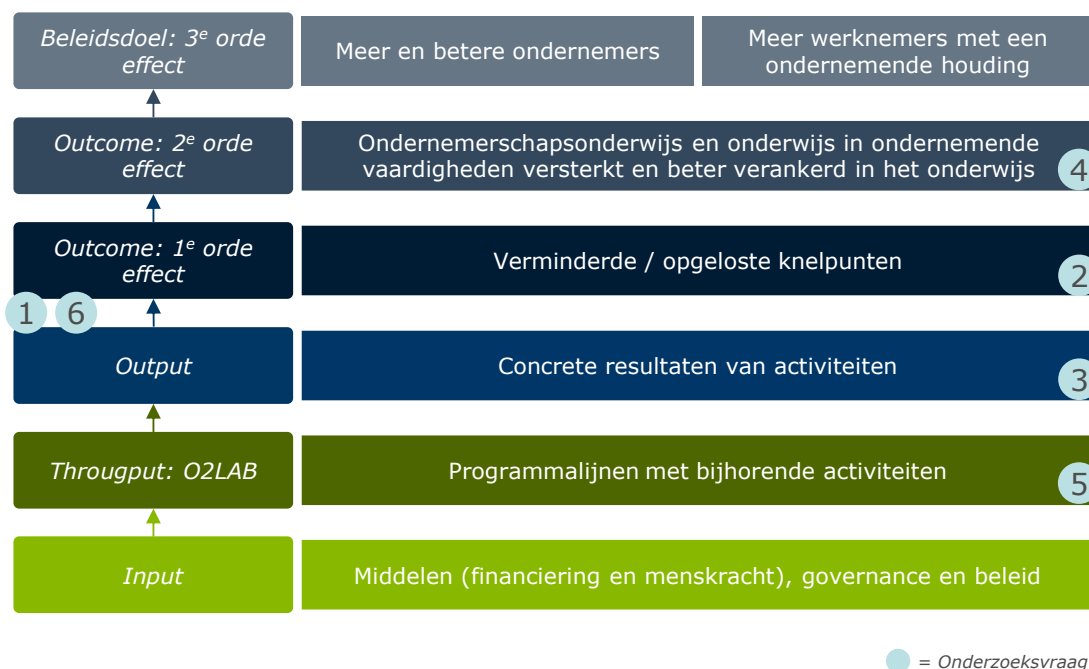 Beleidsdoel: 3e orde
effect
Meer en betere ondernemers
Meer werknemers met een
ondernemende houding
Outcome: 2e orde
effect
Ondernemerschapsonderwijs en onderwijs in ondernemende
vaardigheden versterkt en beter verankerd in het onderwijs
4
Outcome: 1e orde
effect
Verminderde / opgeloste knelpunten
2
1 6
Output
Concrete resultaten van activiteiten
3
Througput: O2LAB
Programmalijnen met bijhorende activiteiten
5
Input
Middelen (financiering en menskracht), governance en beleid
= Onderzoeksvraag